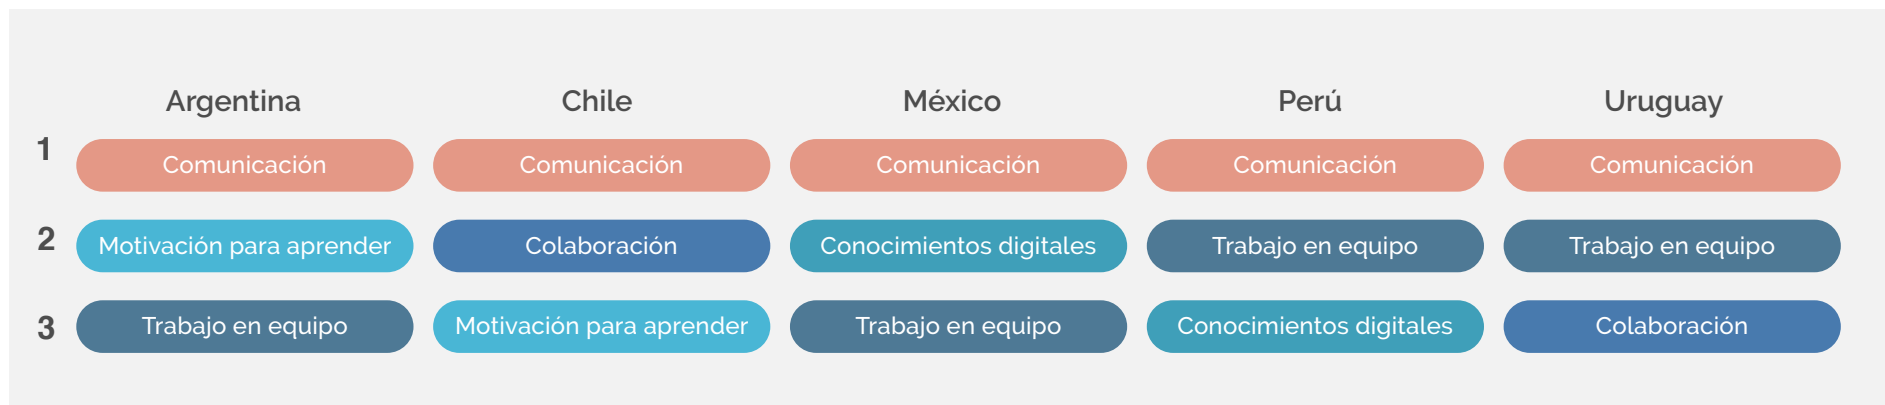 Argentina Chile México Perú Uruguay
1 Comunicación Comunicación Comunicación Comunicación Comunicación
2 Motivación para aprender Colaboración Conocimientos digitales Trabajo en equipo Trabajo en equipo
3 Trabajo en equipo Motivación para aprender Trabajo en equipo Conocimientos digitales Colaboración